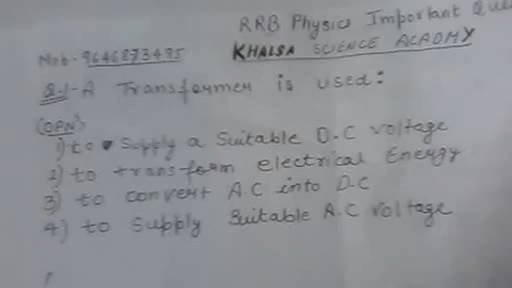 RRB Physics Important Que
Mob-9646873495 KHALSA SCIENCE ACADMY
Q.1-A Transformer is used:
(OPN)
1) to Supply a Suitable D.C voltage
2) to transform electrical Energy
3) to convert A.C into D.C
4) to Supply Suitable A.C voltage